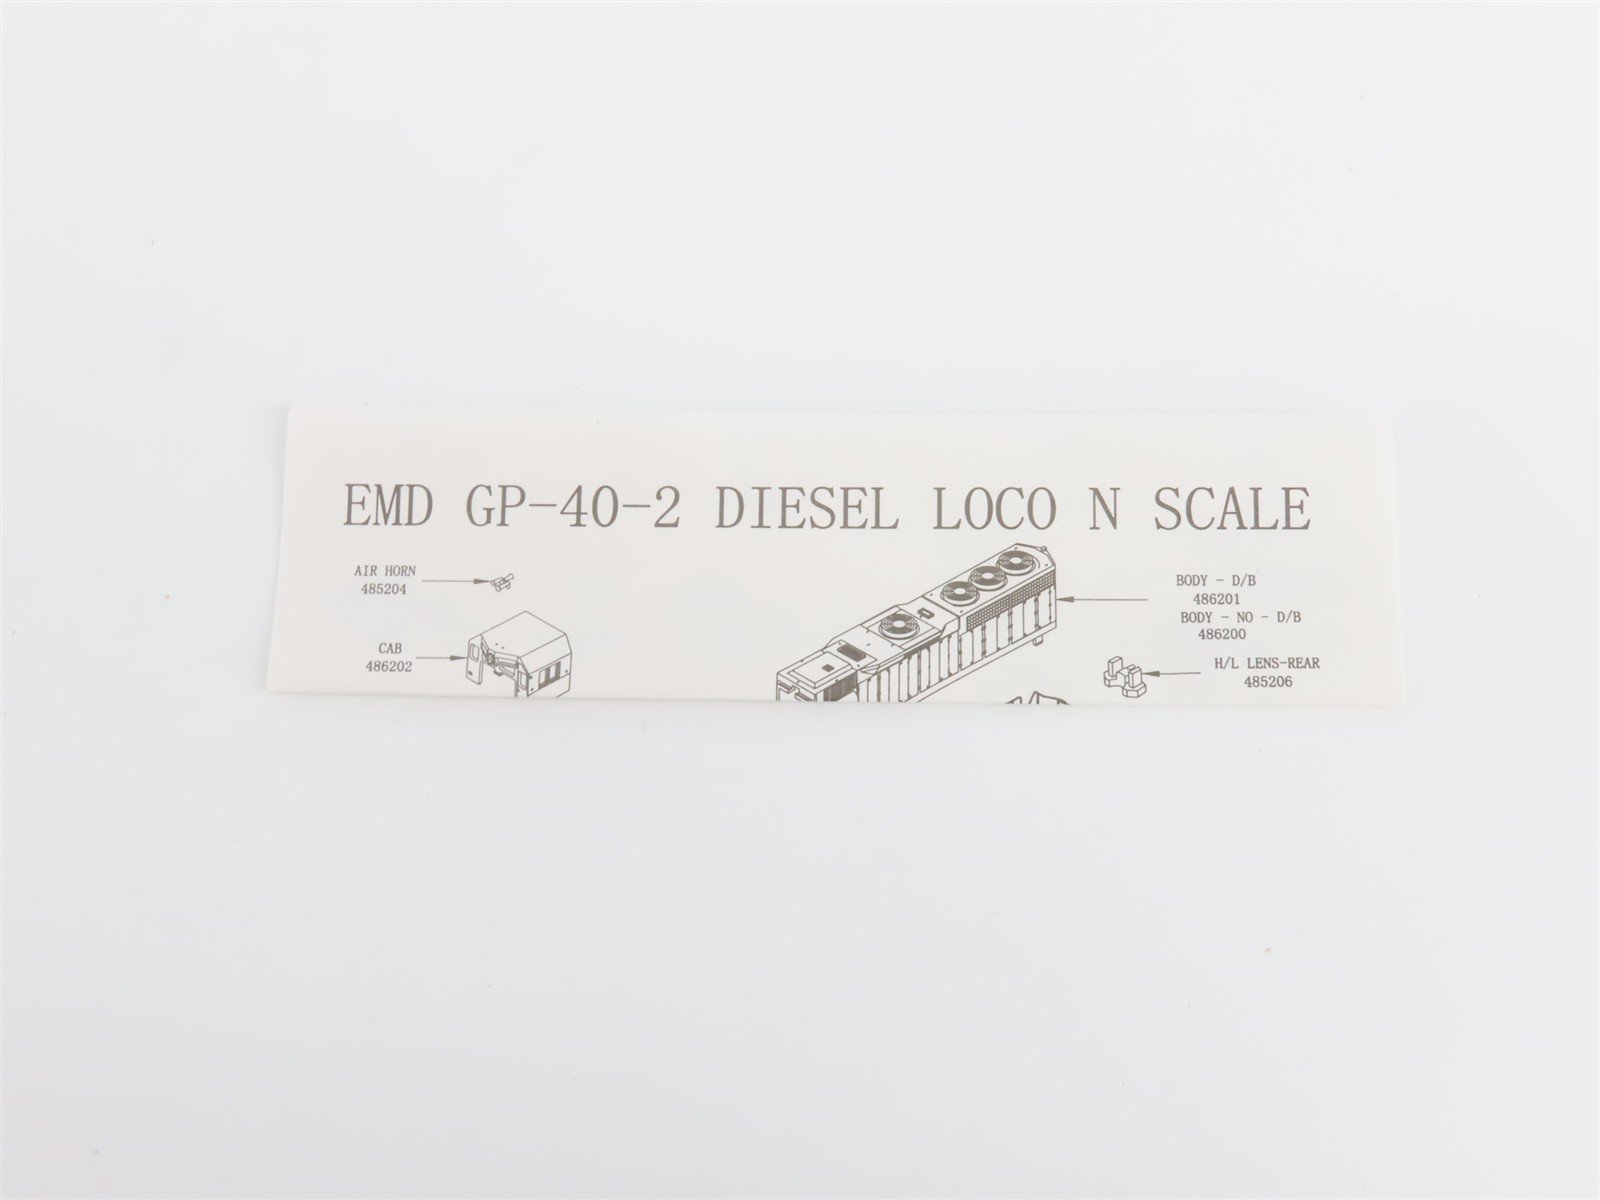 EMD GP-40-2 DIESEL LOCO N SCALE
AIR HORN
485204
CAB
486202
BODY - D/B
486201
BODY - NO - D/B
486200
H/L LENS-REAR
485206